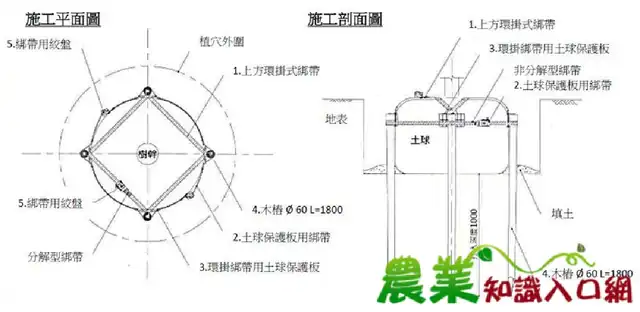 施工平面圖
5.綁帶用絞盤
植穴外圍
1.上方環掛式綁帶
樹幹
5.綁帶用絞盤
4.木樁 Ø 60 L=1800
2.土球保護板用綁帶
分解型綁帶
3.環掛綁帶用土球保護板
施工剖面圖
1.上方環掛式綁帶
3.環掛綁帶用土球保護板
非分解型綁帶
2.土球保護板用綁帶
地表
土球
填土
1000
4.木樁 Ø 60 L=1800
農業知識入口網